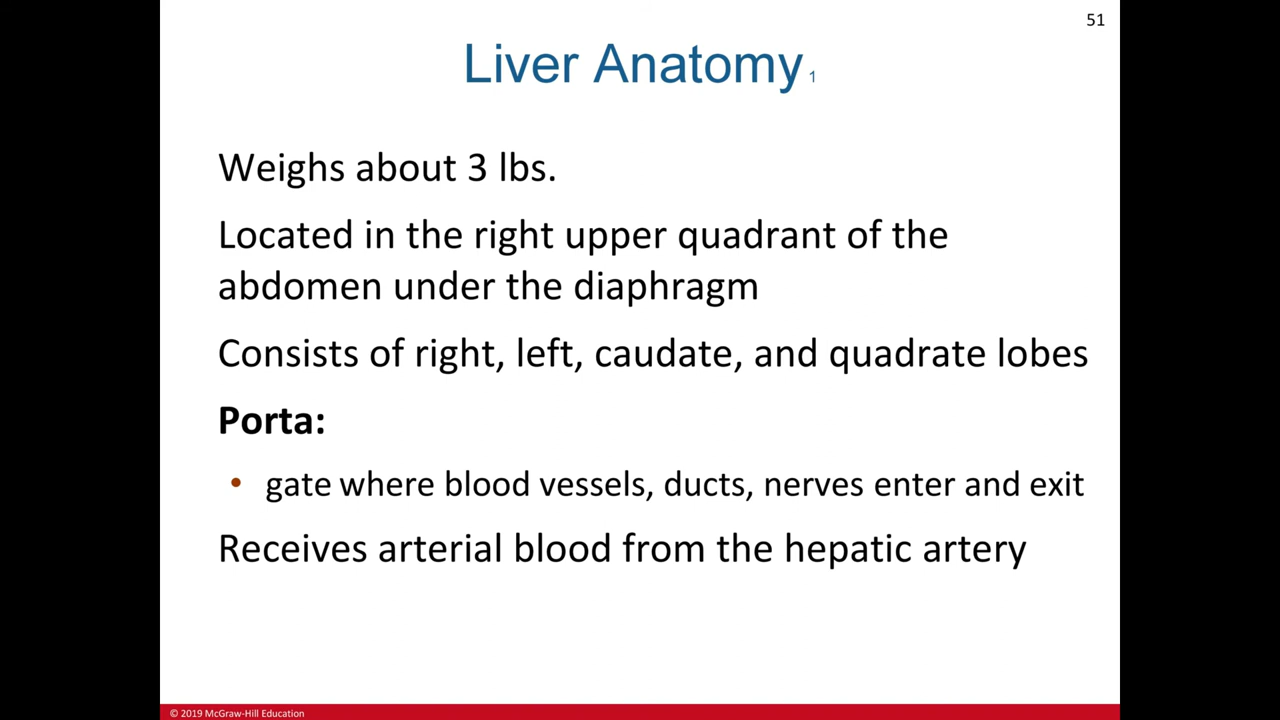 51
Liver Anatomy 1
Weighs about 3 lbs.
Located in the right upper quadrant of the
abdomen under the diaphragm
Consists of right, left, caudate, and quadrate lobes
Porta:
• gate where blood vessels, ducts, nerves enter and exit
Receives arterial blood from the hepatic artery
© 2019 McGraw-Hill Education